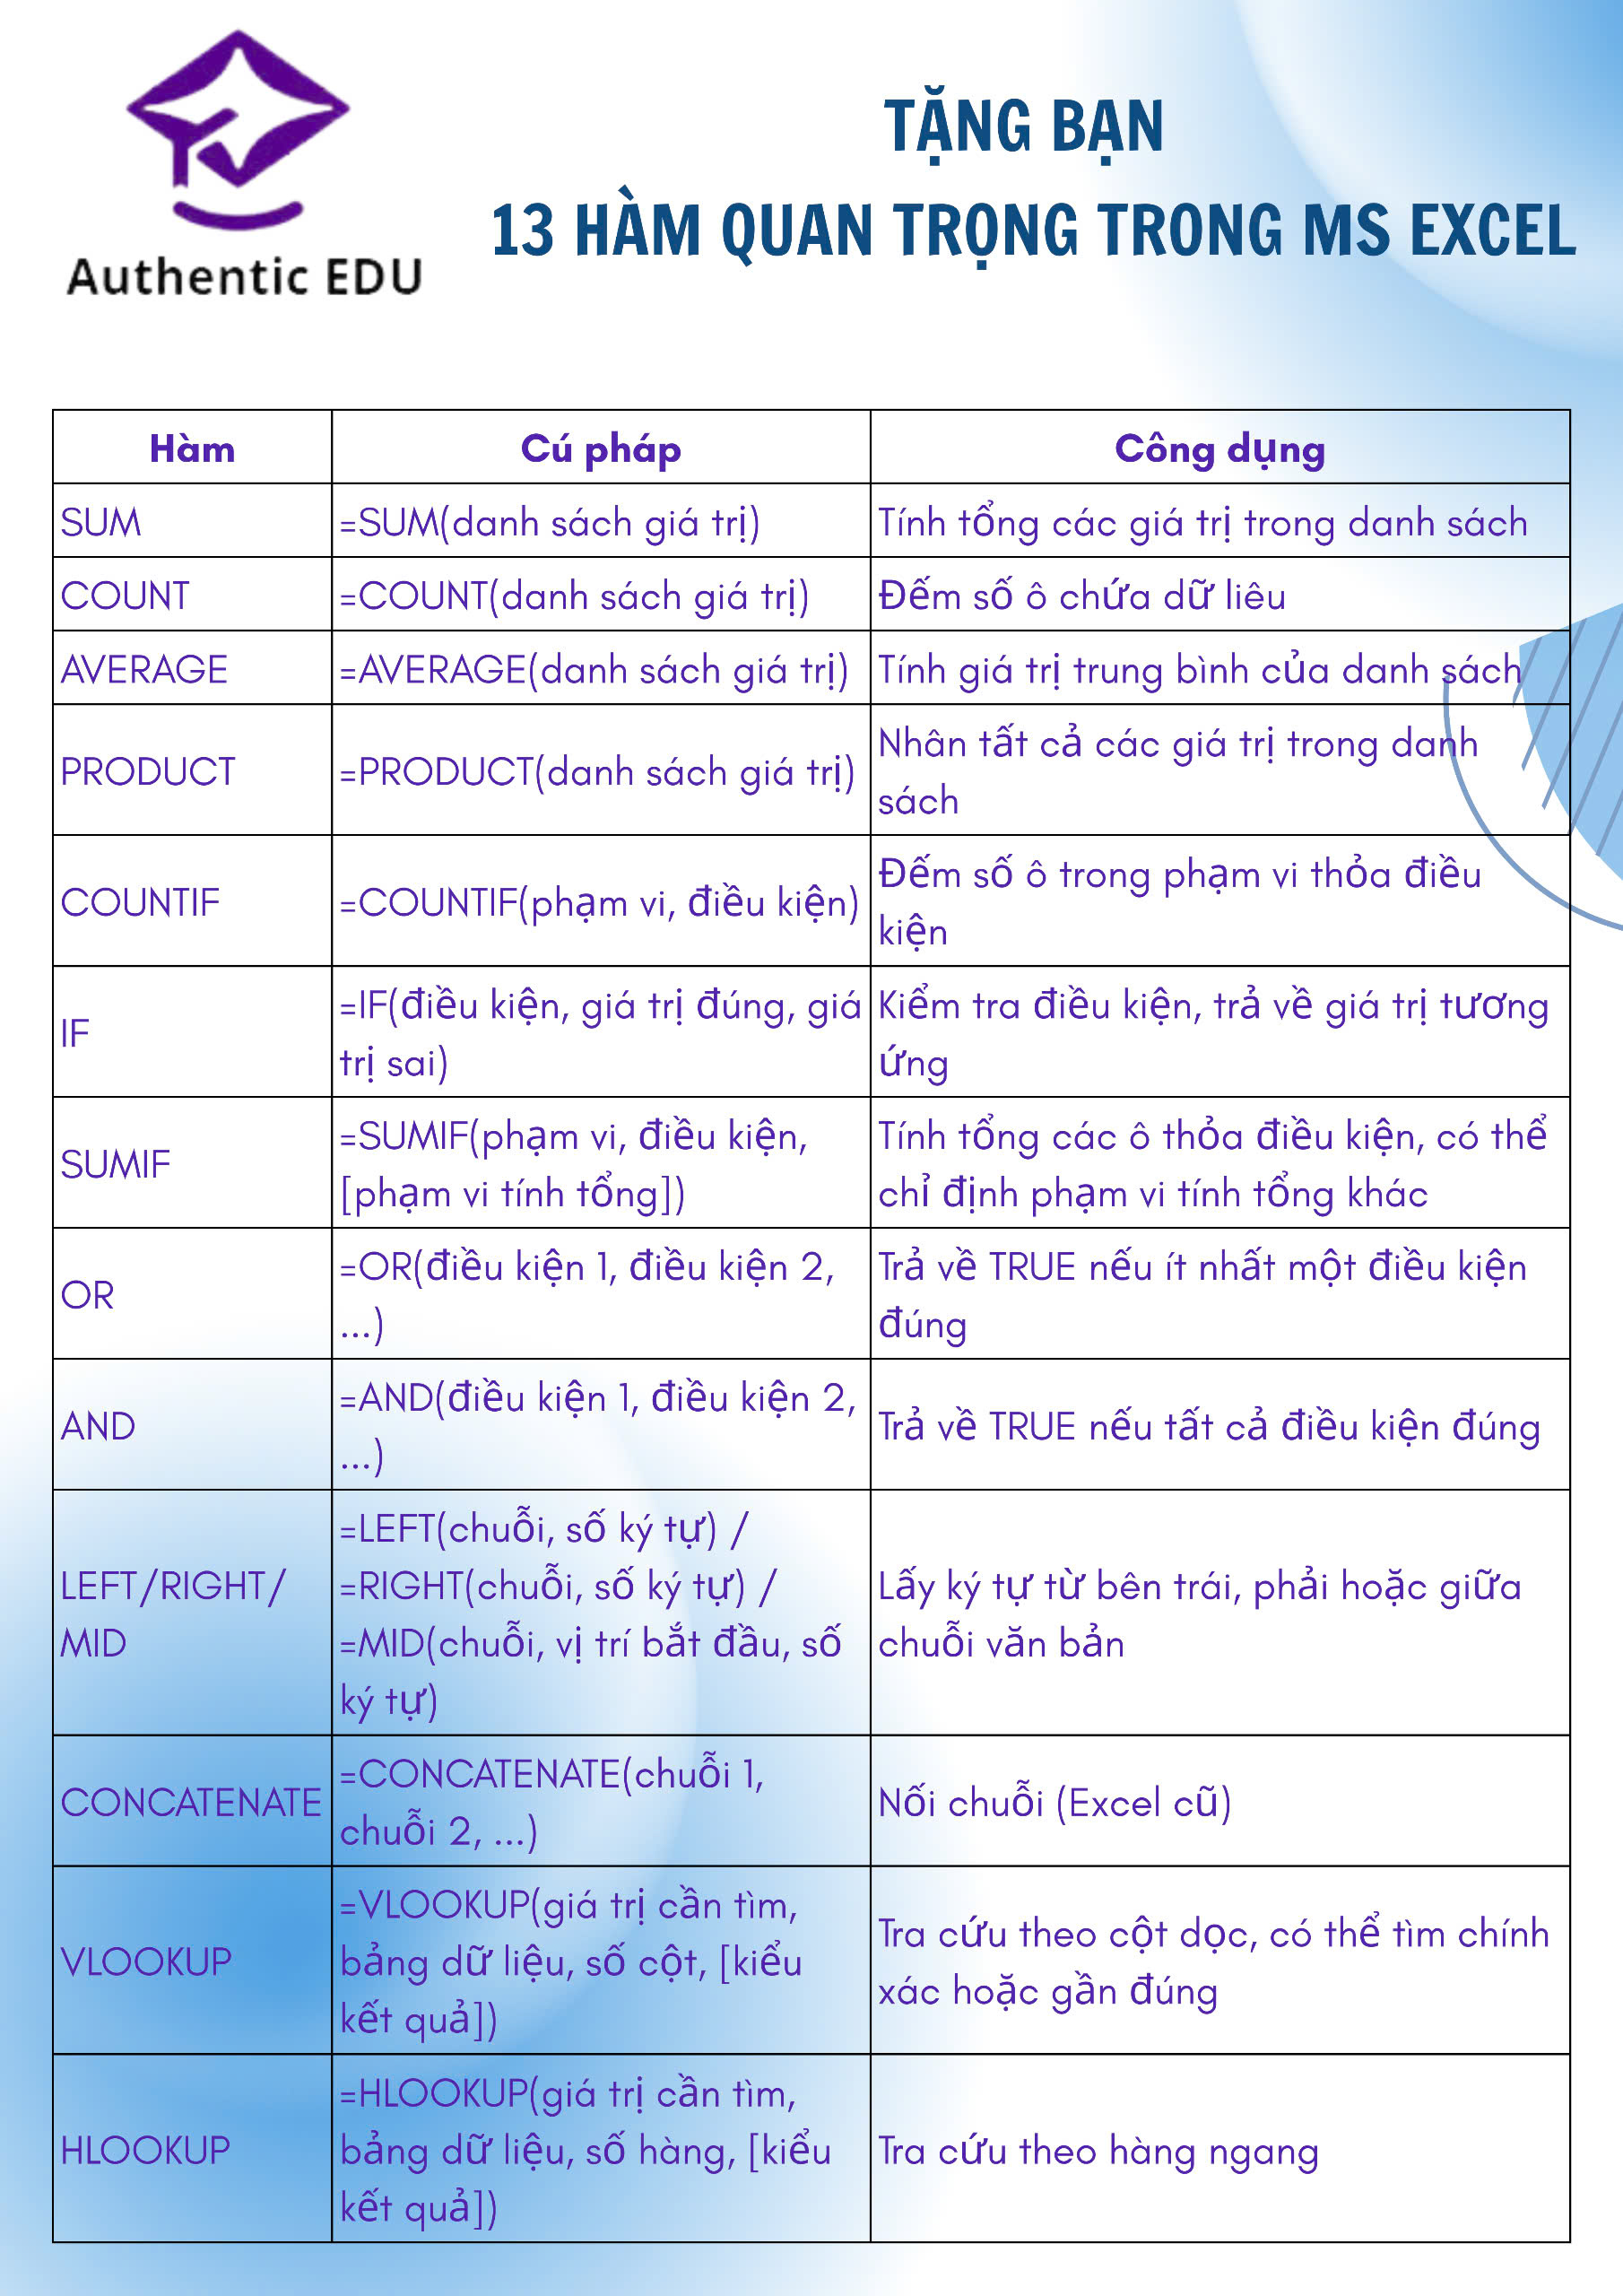 Authentic EDU
TẶNG BẠN
13 HÀM QUAN TRỌNG TRONG MS EXCEL
Hàm
Cú pháp
Công dụng
SUM
=SUM(danh sách giá trị)
Tính tổng các giá trị trong danh sách
COUNT
=COUNT(danh sách giá trị)
Đếm số ô chứa dữ liêu
AVERAGE
=AVERAGE(danh sách giá trị)
Tính giá trị trung bình của danh sách
PRODUCT
=PRODUCT(danh sách giá trị)
Nhân tất cả các giá trị trong danh
sách
COUNTIF
=COUNTIF(phạm vi, điều kiện)
Đếm số ô trong phạm vi thỏa điều
kiện
IF
=IF(điều kiện, giá trị đúng, giá
trị sai)
Kiểm tra điều kiện, trả về giá trị tương
ứng
SUMIF
=SUMIF(phạm vi, điều kiện,
[phạm vi tính tổng])
Tính tổng các ô thỏa điều kiện, có thể
chỉ định phạm vi tính tổng khác
OR
=OR(điều kiện 1, điều kiện 2,
...)
Trả về TRUE nếu ít nhất một điều kiện
đúng
AND
=AND(điều kiện 1, điều kiện 2,
...)
Trả về TRUE nếu tất cả điều kiện đúng
LEFT/RIGHT/
MID
=LEFT(chuỗi, số ký tự) /
=RIGHT(chuỗi, số ký tự) /
=MID(chuỗi, vị trí bắt đầu, số
ký tự)
Lấy ký tự từ bên trái, phải hoặc giữa
chuỗi văn bản
CONCATENATE
=CONCATENATE(chuỗi 1,
chuỗi 2, ...)
Nối chuỗi (Excel cũ)
VLOOKUP
=VLOOKUP(giá trị cần tìm,
bảng dữ liệu, số cột, [kiểu
kết quả])
Tra cứu theo cột dọc, có thể tìm chính
xác hoặc gần đúng
HLOOKUP
=HLOOKUP(giá trị cần tìm,
bảng dữ liệu, số hàng, [kiểu
kết quả])
Tra cứu theo hàng ngang